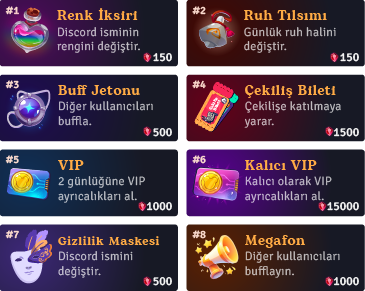 #1
Renk İksiri
Discord isminin
rengini değiştir.
150
#2
Ruh Tılsımı
Günlük ruh halini
değiştir.
150
#3
Buff Jetonu
Diğer kullanıcıları
buffla.
500
#4
Çekiliş Bileti
Çekilişe katılmaya
yarar.
1500
#5
VIP
2 günlüğüne VIP
ayrıcalıkları al.
1000
#6
Kalıcı VIP
Kalıcı olarak VIP
ayrıcalıkları al.
15000
#7
Gizlilik Maskesi
Discord ismini
değiştir.
500
#8
Megafon
Diğer kullanıcıları
bufflayın.
1000